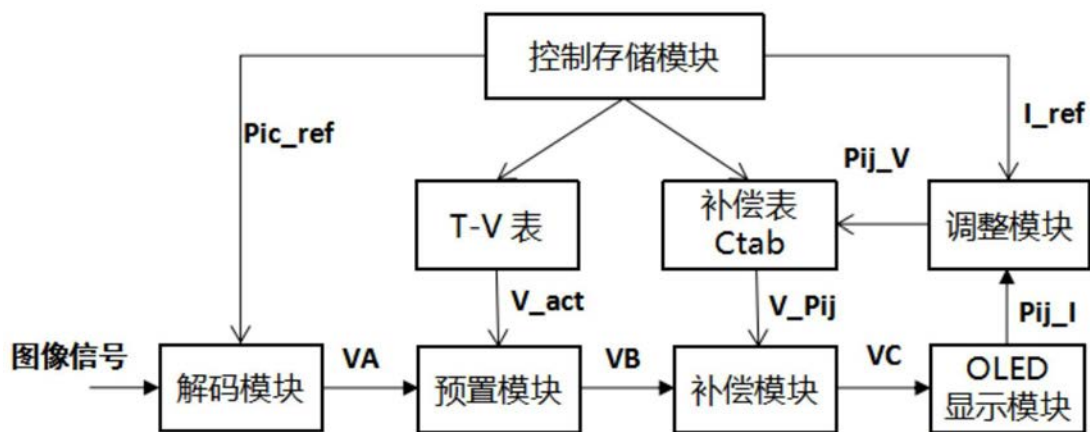 控制存储模块
Pic_ref
I_ref
Pij_V
T-V 表
补偿表
Ctab
调整模块
V_act
V_Pij
Pij_I
图像信号
VA
VB
VC
解码模块
预置模块
补偿模块
OLED
显示模块